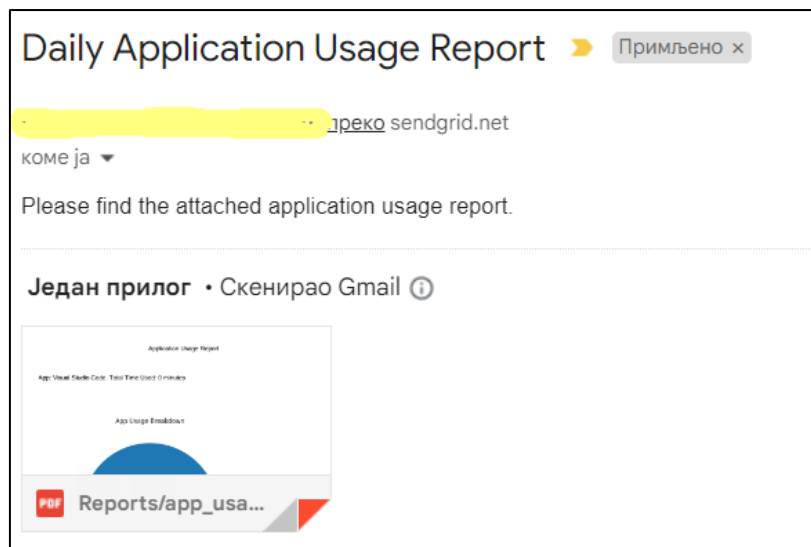 Daily Application Usage Report Примљено ×
преко sendgrid.net
коме ја
Please find the attached application usage report.
Један прилог • Скенирао Gmail
Application Usage Report
App: Visual Studio Code, Total Time Used: 0 minutes
App Usage Breakdown
PDF Reports/app_usa...